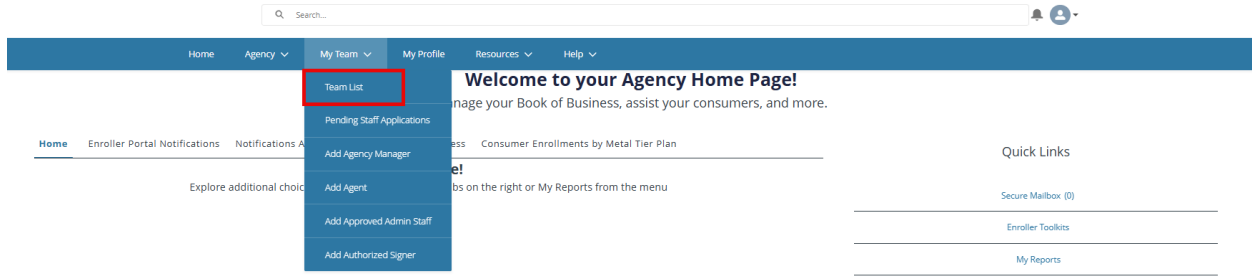 Search...
Home Agency My Team My Profile Resources Help
Welcome to your Agency Home Page!
Team List
nage your Book of Business, assist your consumers, and more.
Pending Staff Applications
Home Enroller Portal Notifications Notifications A ess Consumer Enrollments by Metal Tier Plan
Add Agency Manager
Quick Links
e!
Explore additional choic bs on the right or My Reports from the menu
Add Agent
Secure Mailbox (0)
Add Approved Admin Staff
Enroller Toolkits
Add Authorized Signer
My Reports